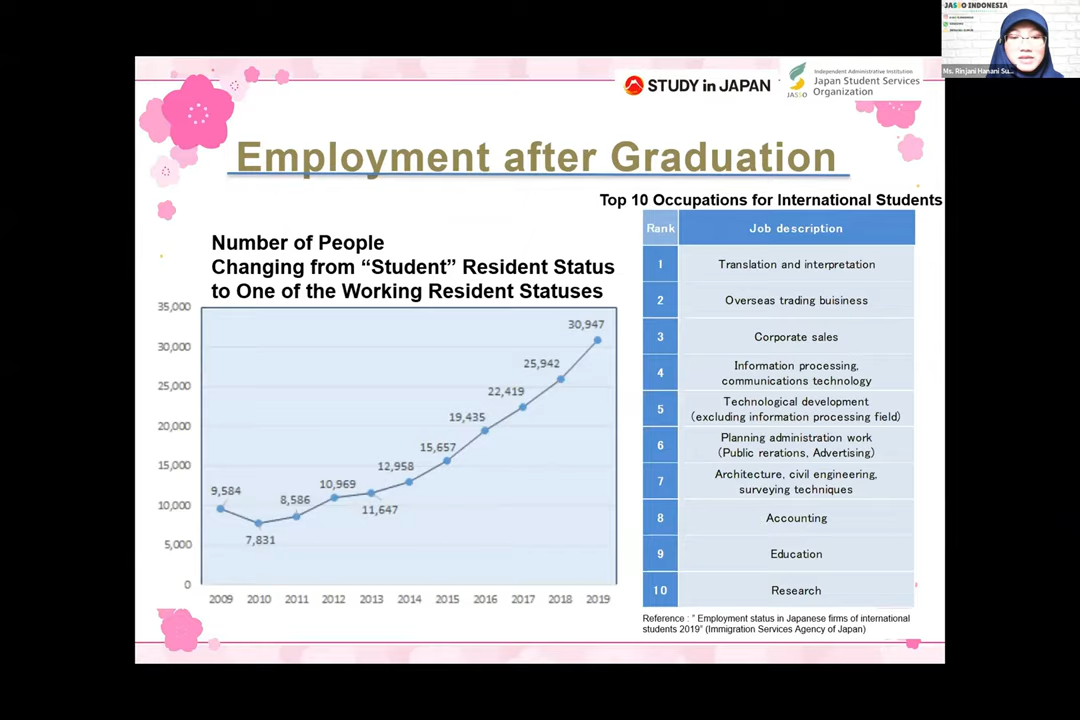 JASSO INDONESIA
Ms. Rinjani Hanani Su...
STUDY in JAPAN
Independent Administrative Institution
Japan Student Services
Organization
JASSO
Employment after Graduation
Top 10 Occupations for International Students
Number of People
Changing from “Student” Resident Status
to One of the Working Resident Statuses
35,000
30,000
25,000
20,000
15,000
10,000
5,000
0
9,584
7,831
8,586
10,969
11,647
12,958
15,657
19,435
22,419
25,942
30,947
2009 2010 2011 2012 2013 2014 2015 2016 2017 2018 2019
Rank Job description
1 Translation and interpretation
2 Overseas trading buisiness
3 Corporate sales
4 Information processing,
communications technology
5 Technological development
(excluding information processing field)
6 Planning administration work
(Public rerations, Advertising)
7 Architecture, civil engineering,
surveying techniques
8 Accounting
9 Education
10 Research
Reference : " Employment status in Japanese firms of international
students 2019" (Immigration Services Agency of Japan)